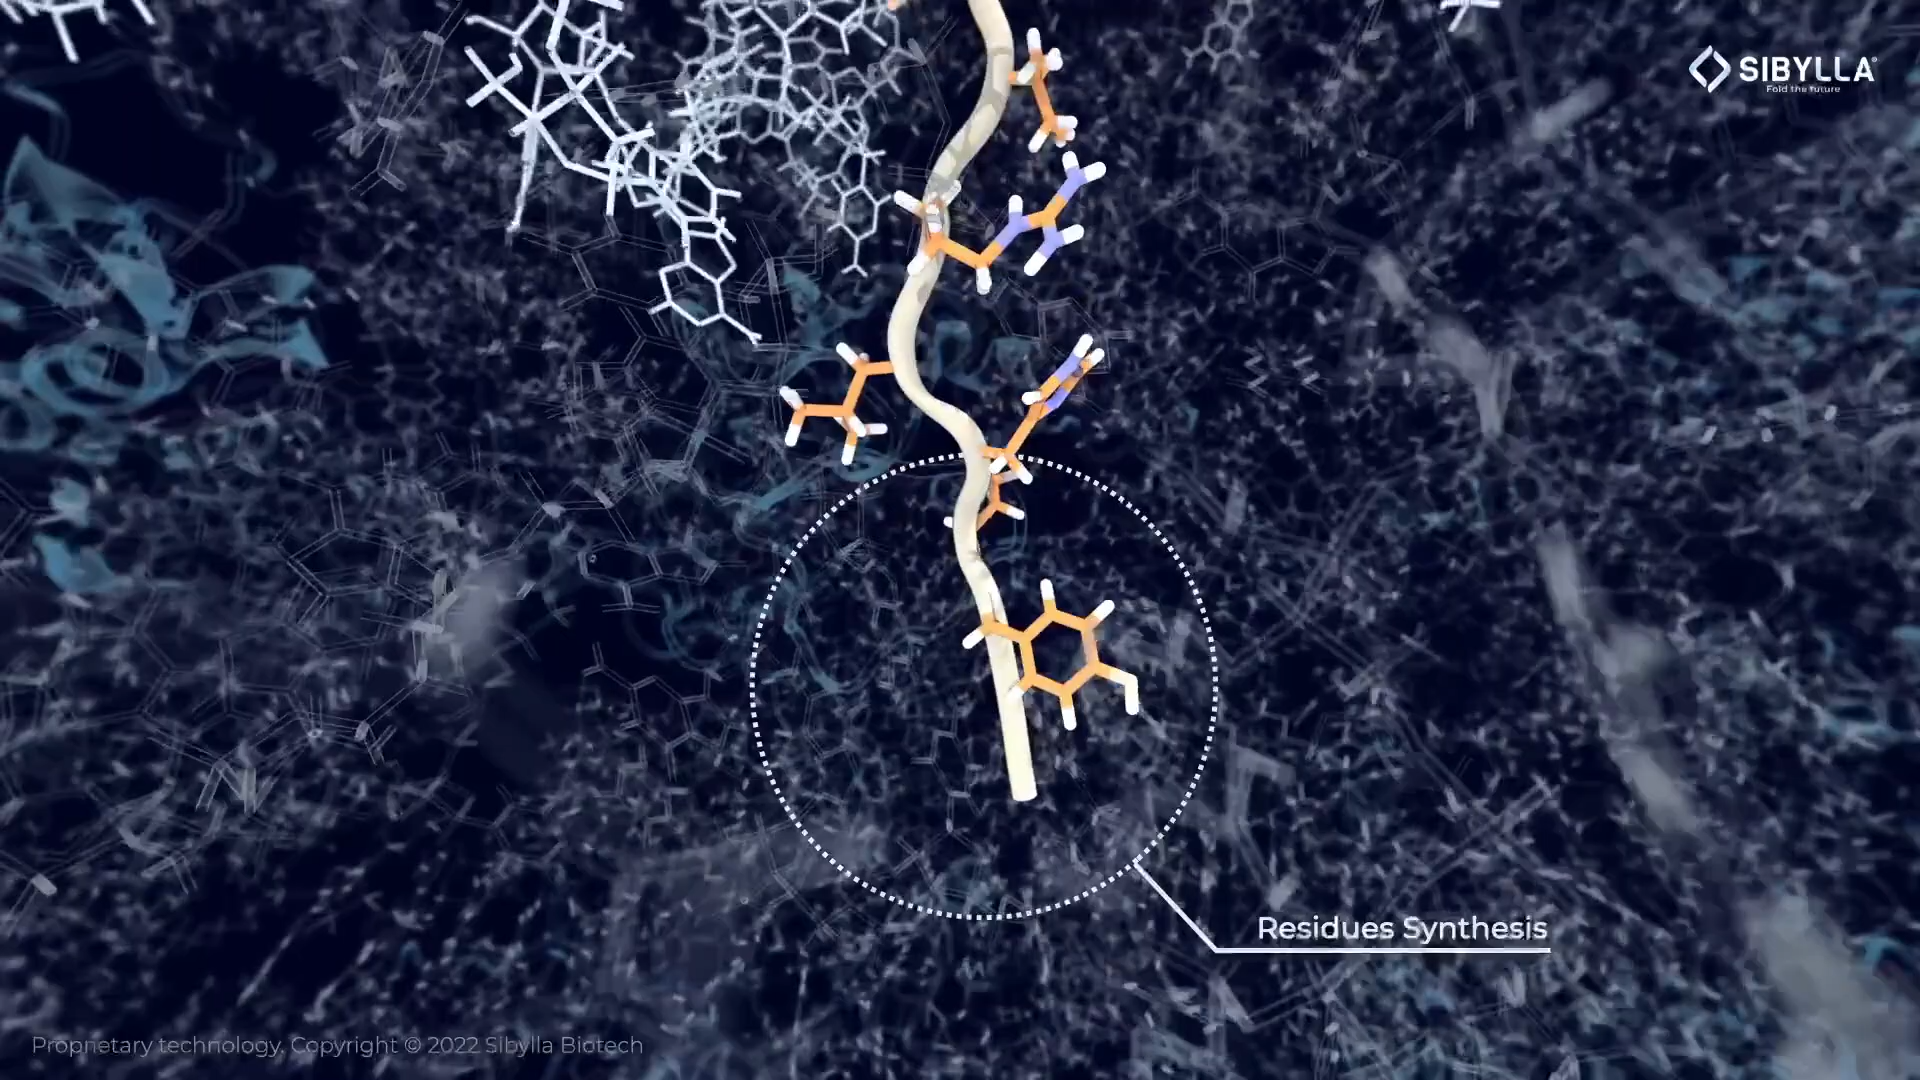 SIBYLLA
Fold the future
Residues Synthesis
Proprietary technology. Copyright © 2022 Sibylla Biotech